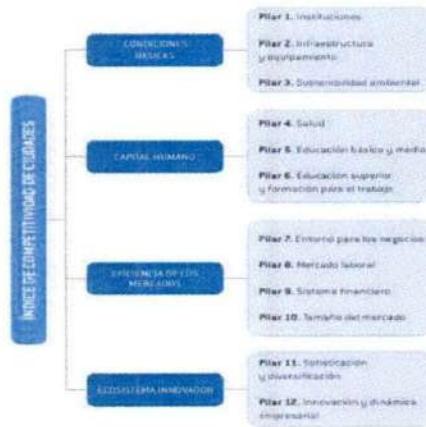 ÍNDICE DE COMPETITIVIDAD DE CIUDADES
CONDICIONES
BÁSICAS
Pilar 1. Instituciones
Pilar 2. Infraestructura
y equipamiento
Pilar 3. Sostenibilidad ambiental
CAPITAL HUMANO
Pilar 4. Salud
Pilar 5. Educación básica y media
Pilar 6. Educación superior
y formación para el trabajo
EFICIENCIA DE LOS
MERCADOS
Pilar 7. Entorno para los negocios
Pilar 8. Mercado laboral
Pilar 9. Sistema financiero
Pilar 10. Tamaño del mercado
ECOSISTEMA INNOVADOR
Pilar 11. Sofisticación
y diversificación
Pilar 12. Innovación y dinámica
empresarial